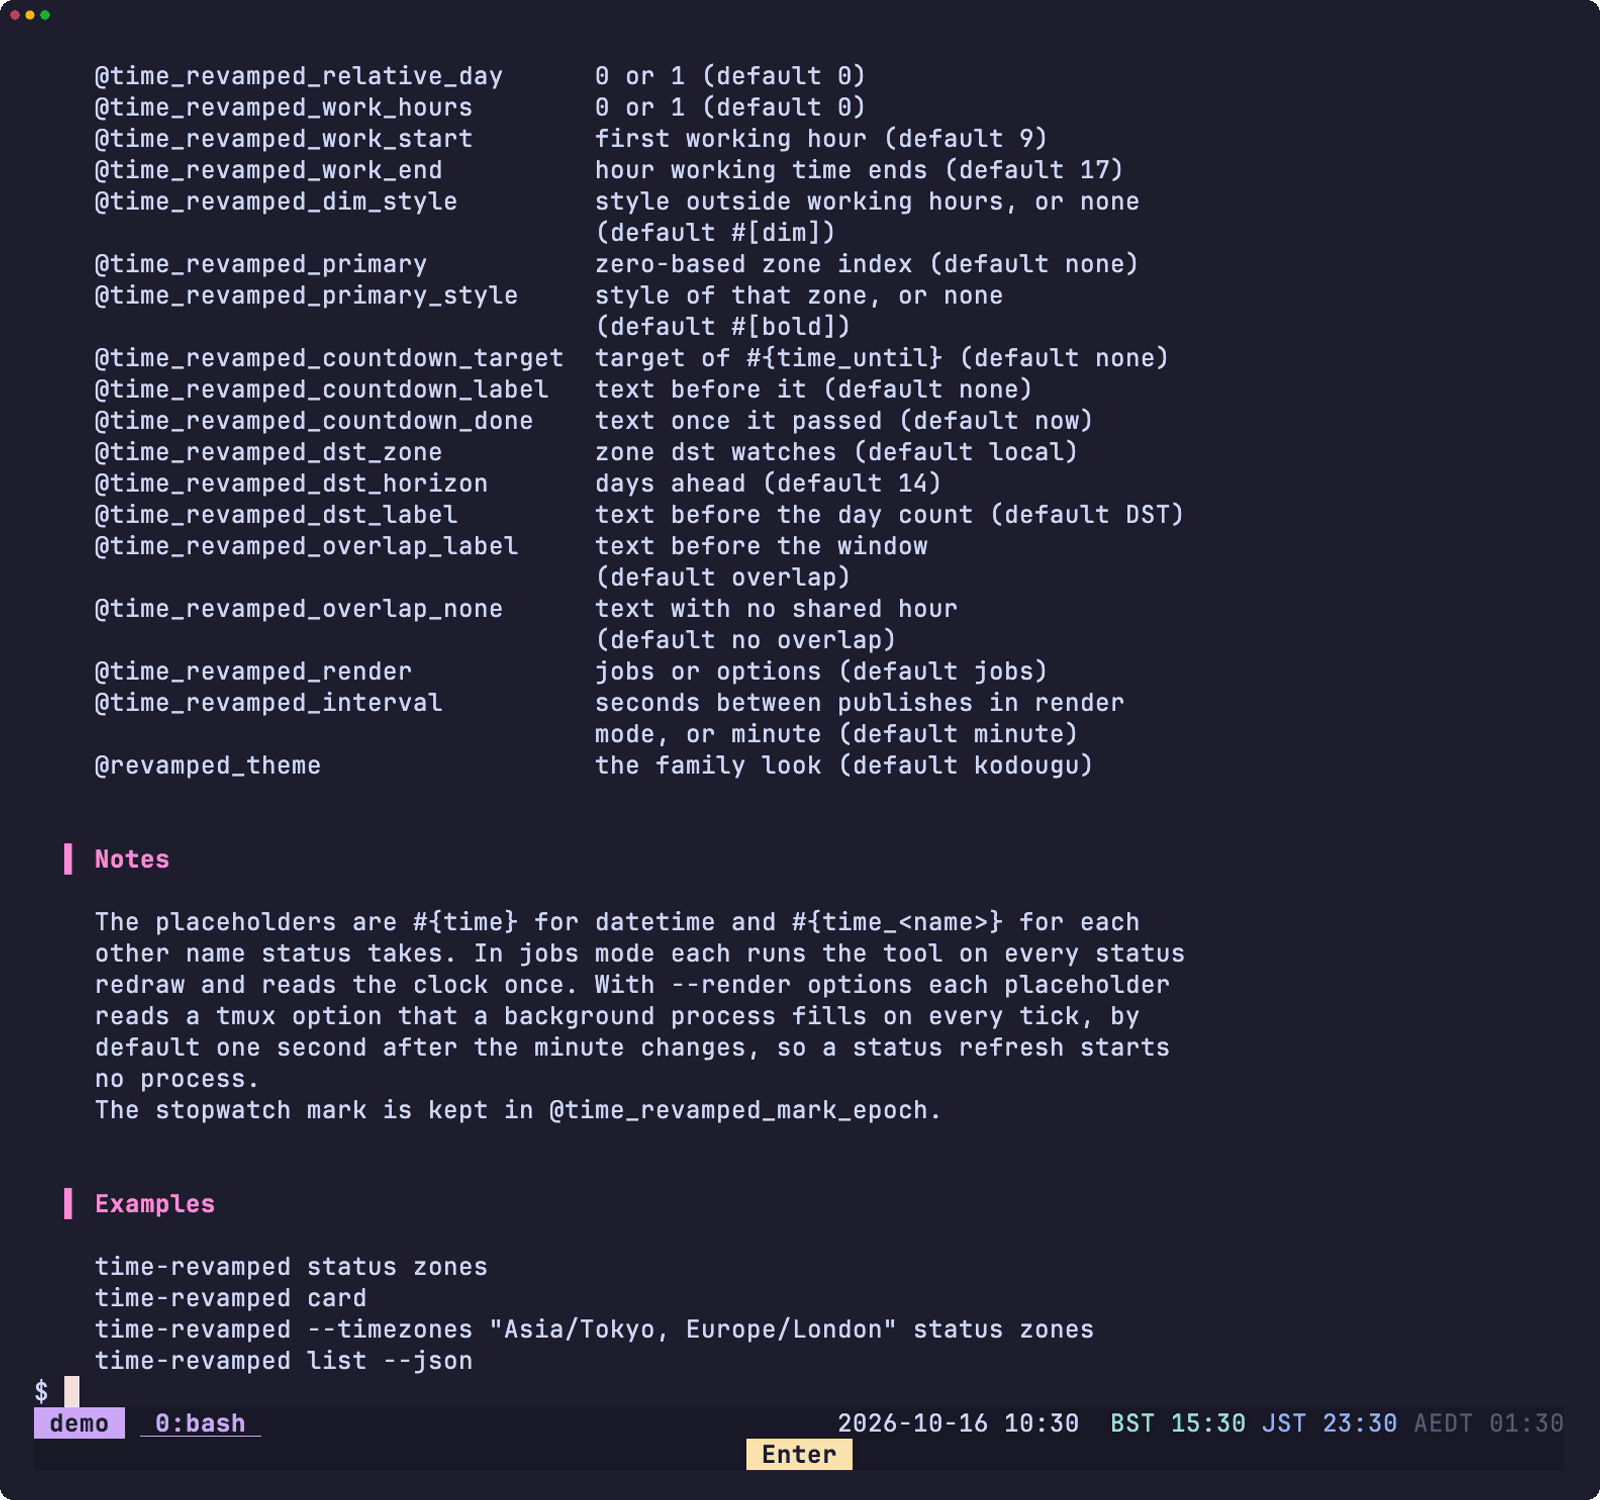 @time_revamped_relative_day      0 or 1 (default 0)
@time_revamped_work_hours        0 or 1 (default 0)
@time_revamped_work_start        first working hour (default 9)
@time_revamped_work_end          hour working time ends (default 17)
@time_revamped_dim_style         style outside working hours, or none
                                 (default #[dim])
@time_revamped_primary           zero-based zone index (default none)
@time_revamped_primary_style     style of that zone, or none
                                 (default #[bold])
@time_revamped_countdown_target  target of #{time_until} (default none)
@time_revamped_countdown_label   text before it (default none)
@time_revamped_countdown_done    text once it passed (default now)
@time_revamped_dst_zone          zone dst watches (default local)
@time_revamped_dst_horizon       days ahead (default 14)
@time_revamped_dst_label         text before the day count (default DST)
@time_revamped_overlap_label     text before the window
                                 (default overlap)
@time_revamped_overlap_none      text with no shared hour
                                 (default no overlap)
@time_revamped_render            jobs or options (default jobs)
@time_revamped_interval          seconds between publishes in render
                                 mode, or minute (default minute)
@revamped_theme                  the family look (default kodougu)
Notes
The placeholders are #{time} for datetime and #{time_<name>} for each
other name status takes. In jobs mode each runs the tool on every status
redraw and reads the clock once. With --render options each placeholder
reads a tmux option that a background process fills on every tick, by
default one second after the minute changes, so a status refresh starts
no process.
The stopwatch mark is kept in @time_revamped_mark_epoch.
Examples
time-revamped status zones
time-revamped card
time-revamped --timezones "Asia/Tokyo, Europe/London" status zones
time-revamped list --json
$
demo  0:bash  2026-10-16 10:30  BST 15:30 JST 23:30 AEDT 01:30
Enter